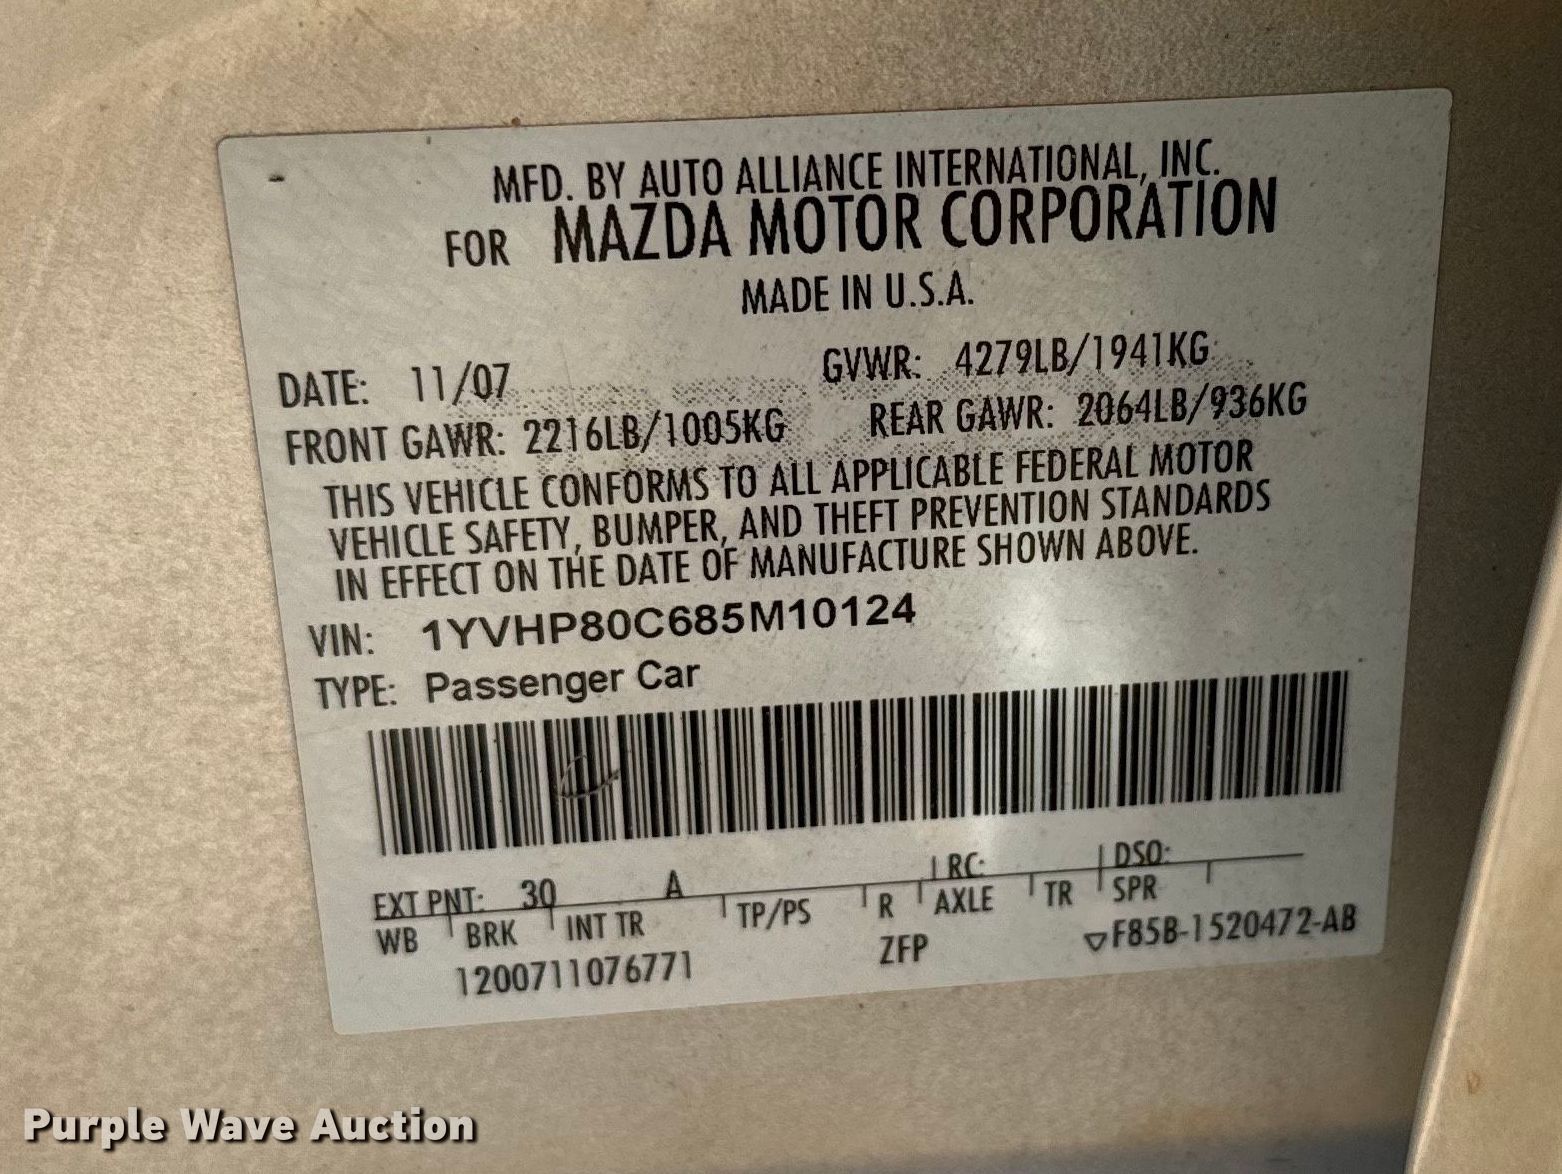 MFD. BY AUTO ALLIANCE INTERNATIONAL, INC.
FOR MAZDA MOTOR CORPORATION
MADE IN U.S.A.
DATE: 11/07 GVWR: 4279LB/1941KG
FRONT GAWR: 2216LB/1005KG REAR GAWR: 2064LB/936KG
THIS VEHICLE CONFORMS TO ALL APPLICABLE FEDERAL MOTOR
VEHICLE SAFETY, BUMPER, AND THEFT PREVENTION STANDARDS
IN EFFECT ON THE DATE OF MANUFACTURE SHOWN ABOVE.
VIN: 1YVHP80C685M10124
TYPE: Passenger Car
EXT PNT: 30 A RC: DSO:
WB BRK INT TR TP/PS R AXLE TR SPR
1200711076771 ZFP ▽F85B-1520472-AB
Purple Wave Auction